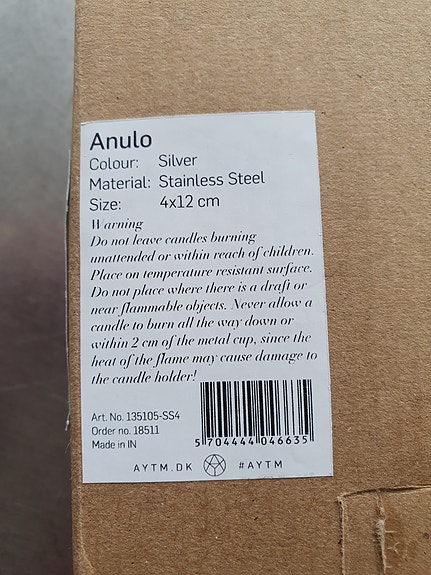 Anulo
Colour: Silver
Material: Stainless Steel
Size: 4x12 cm
Warning
Do not leave candles burning
unattended or within reach of children.
Place on temperature resistant surface.
Do not place where there is a draft or
near flammable objects. Never allow a
candle to burn all the way down or
within 2 cm of the metal cup, since the
heat of the flame may cause damage to
the candle holder!
Art. No. 135105-SS4
Order no. 18511
Made in IN
5 704444 046635
AYTM.DK #AYTM